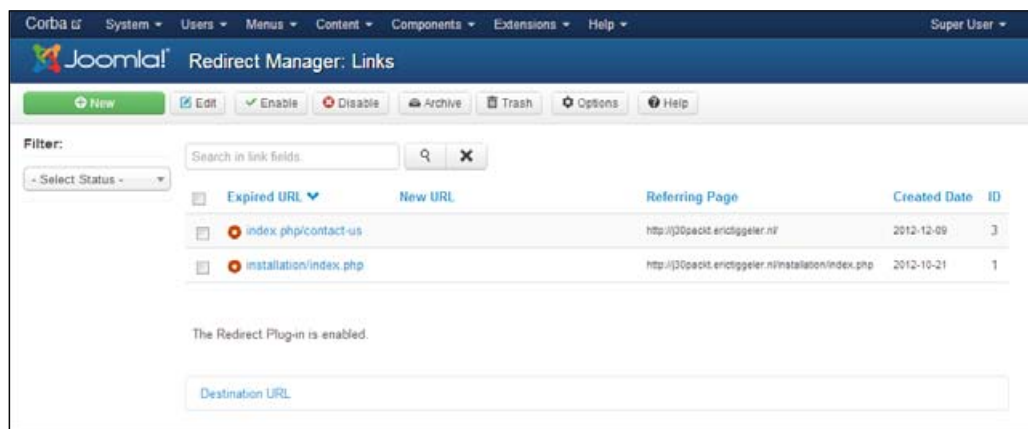 Corba System Users Menus Content Components Extensions Help Super User
Joomla! Redirect Manager: Links
New Edit Enable Disable Archive Trash Options Help
Filter:
- Select Status -
Search in link fields.
Expired URL New URL Referring Page Created Date ID
index.php/contact-us http://j30packt.erictiggeler.nl/ 2012-12-09 3
installation/index.php http://j30packt.erictiggeler.nl/installation/index.php 2012-10-21 1
The Redirect Plug-in is enabled.
Destination URL